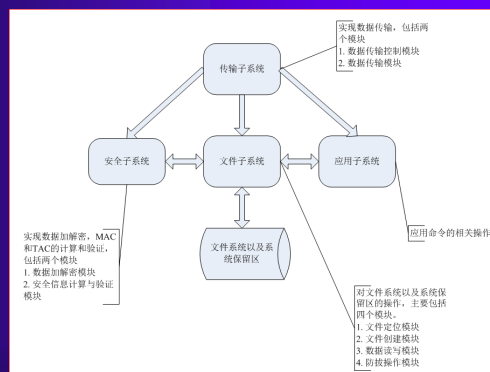 实现数据传输，包括两
个模块
1. 数据传输控制模块
2. 数据传输模块
传输子系统
安全子系统
文件子系统
应用子系统
实现数据加解密，MAC
和TAC的计算和验证，
包括两个模块
1. 数据加解密模块
2. 安全信息计算与验证
模块
文件系统以及系
统保留区
应用命令的相关操作
对文件系统以及系统保
留区的操作，主要包括
四个模块。
1. 文件定位模块
2. 文件创建模块
3. 数据读写模块
4. 防拔操作模块